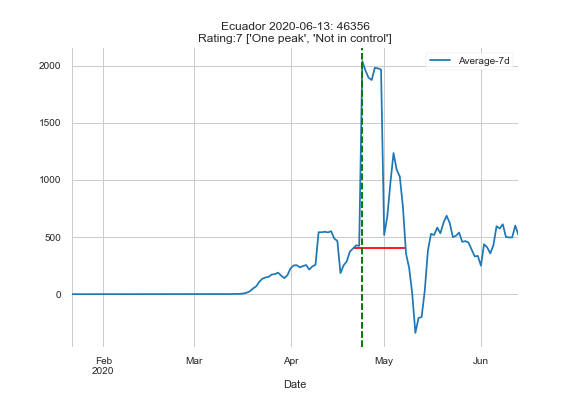 Ecuador 2020-06-13: 46356
Rating:7 ['One peak', 'Not in control']
Average-7d
2000
1500
1000
500
0
Feb
2020
Mar
Apr
May
Jun
Date